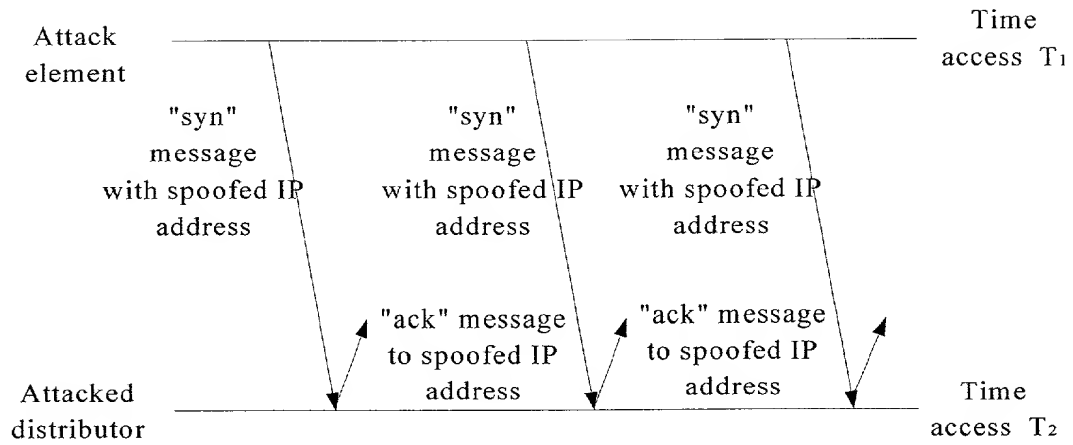 Attack
element
Time
access T1
"syn"
message
with spoofed IP
address
"syn"
message
with spoofed IP
address
"syn"
message
with spoofed IP
address
"ack" message
to spoofed IP
address
"ack" message
to spoofed IP
address
Attacked
distributor
Time
access T2